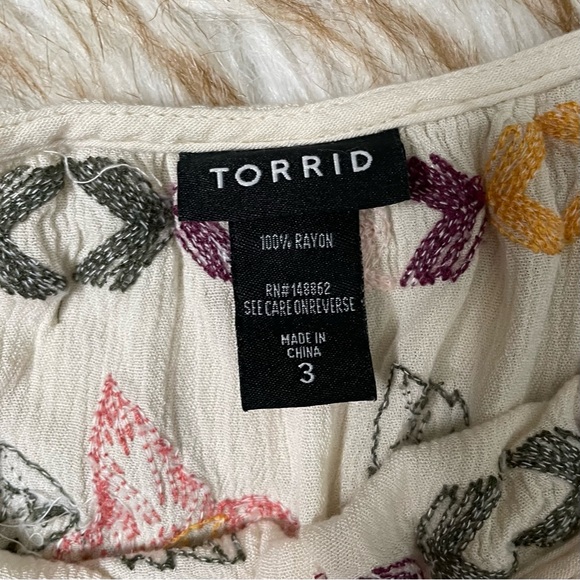 TORRID
100% RAYON
RN#148862
SEE CARE ON REVERSE
MADE IN
CHINA
3